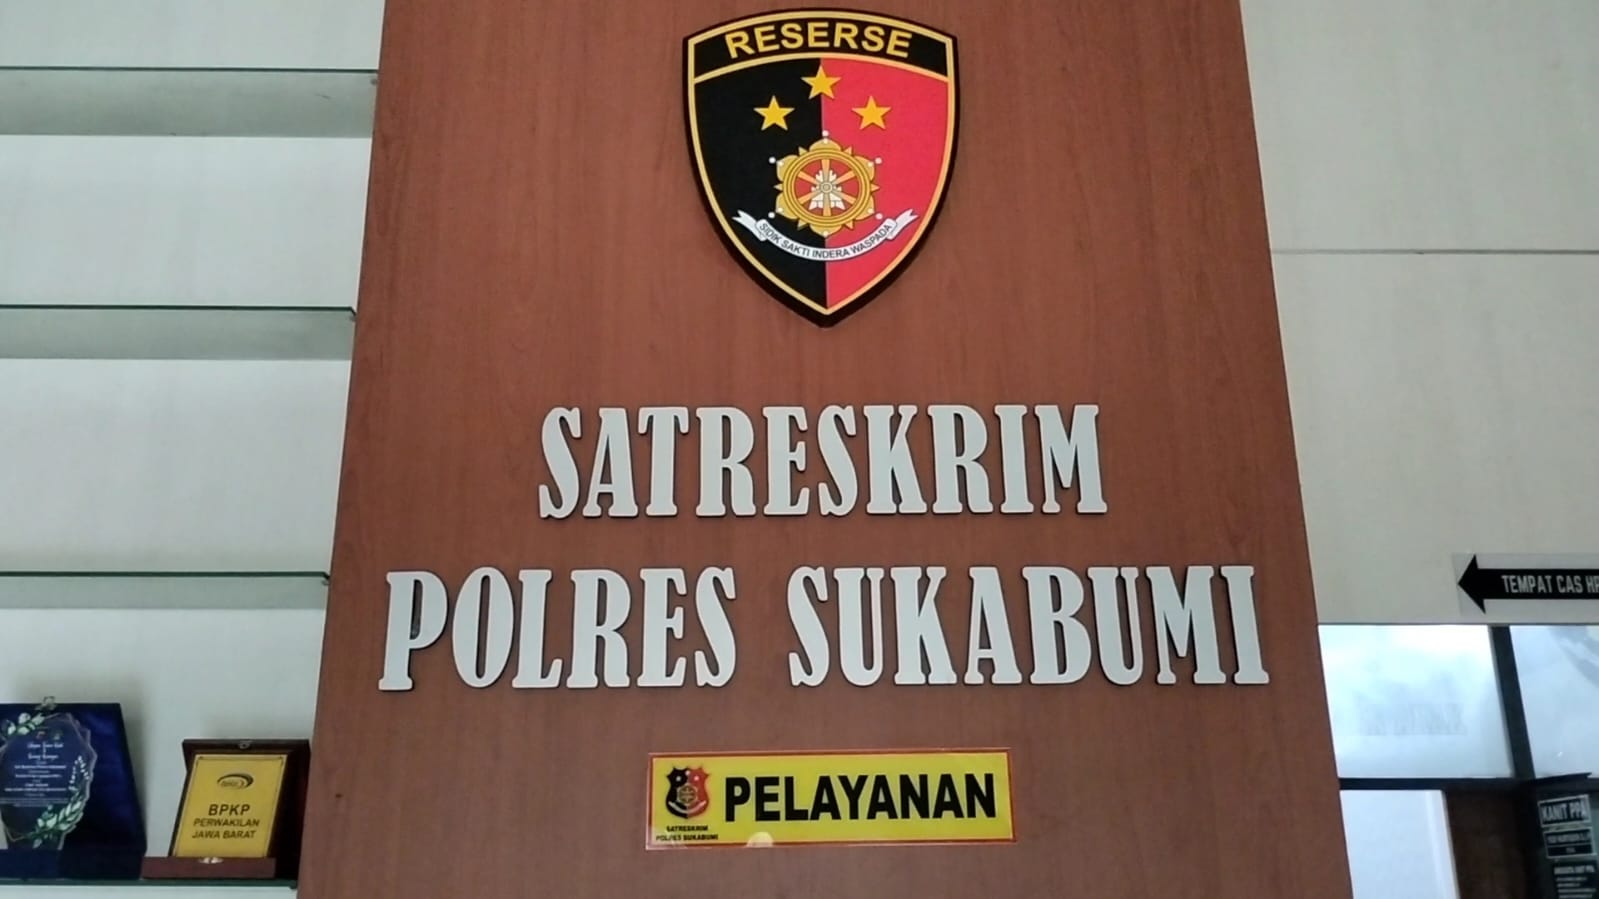 RESERSE
SIDIK SAKTI INDERA WASPADA
SATRESKRIM
POLRES SUKABUMI
PELAYANAN
SATRESKRIM
POLRES SUKABUMI
TEMPAT CAS
BPKP
PERWAKILAN
JAWA BARAT
KANIT PPA